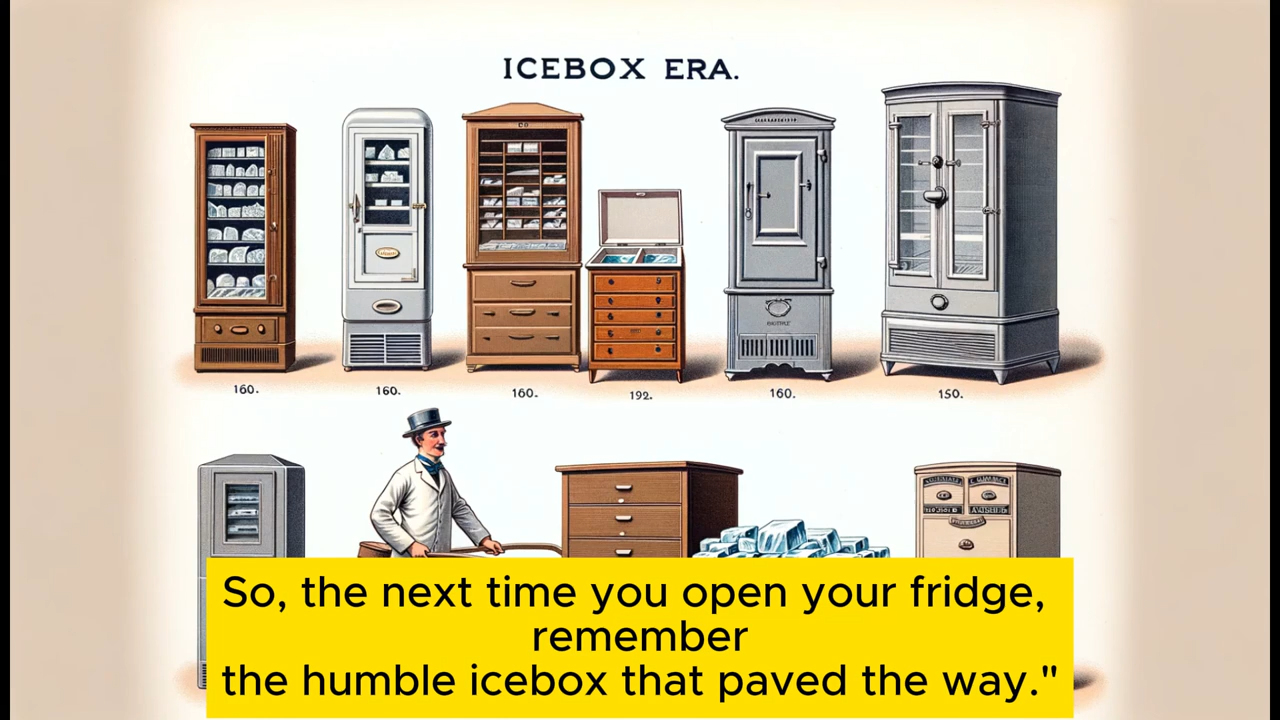 ICEBOX ERA.
160.
160.
160.
192.
160.
150.
So, the next time you open your fridge,
remember
the humble icebox that paved the way."